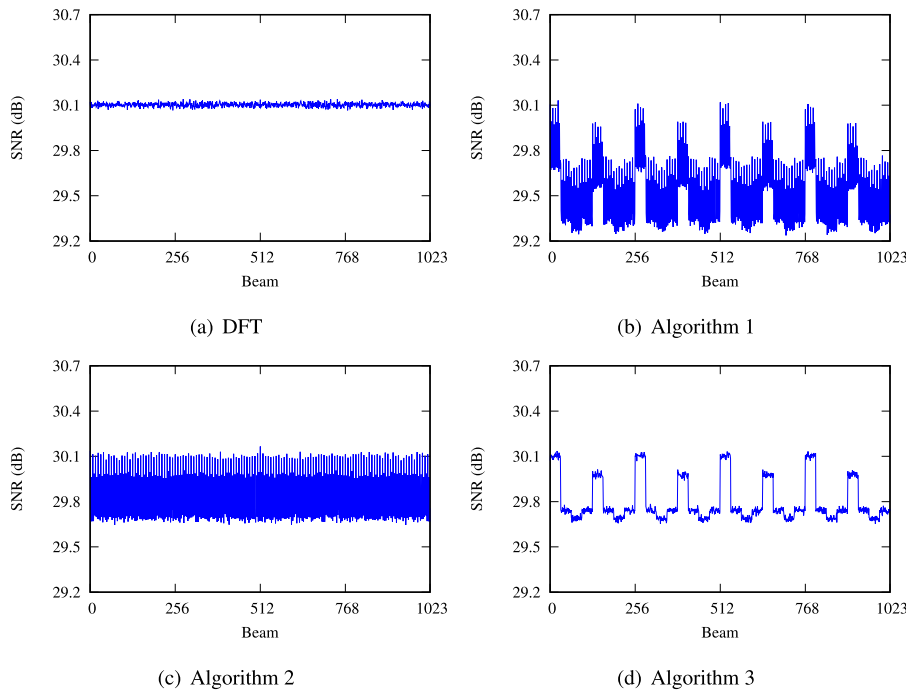 30.7
30.4
30.1
29.8
29.5
29.2
SNR (dB)
0 256 512 768 1023
Beam
(a) DFT
30.7
30.4
30.1
29.8
29.5
29.2
SNR (dB)
0 256 512 768 1023
Beam
(b) Algorithm 1
30.7
30.4
30.1
29.8
29.5
29.2
SNR (dB)
0 256 512 768 1023
Beam
(c) Algorithm 2
30.7
30.4
30.1
29.8
29.5
29.2
SNR (dB)
0 256 512 768 1023
Beam
(d) Algorithm 3